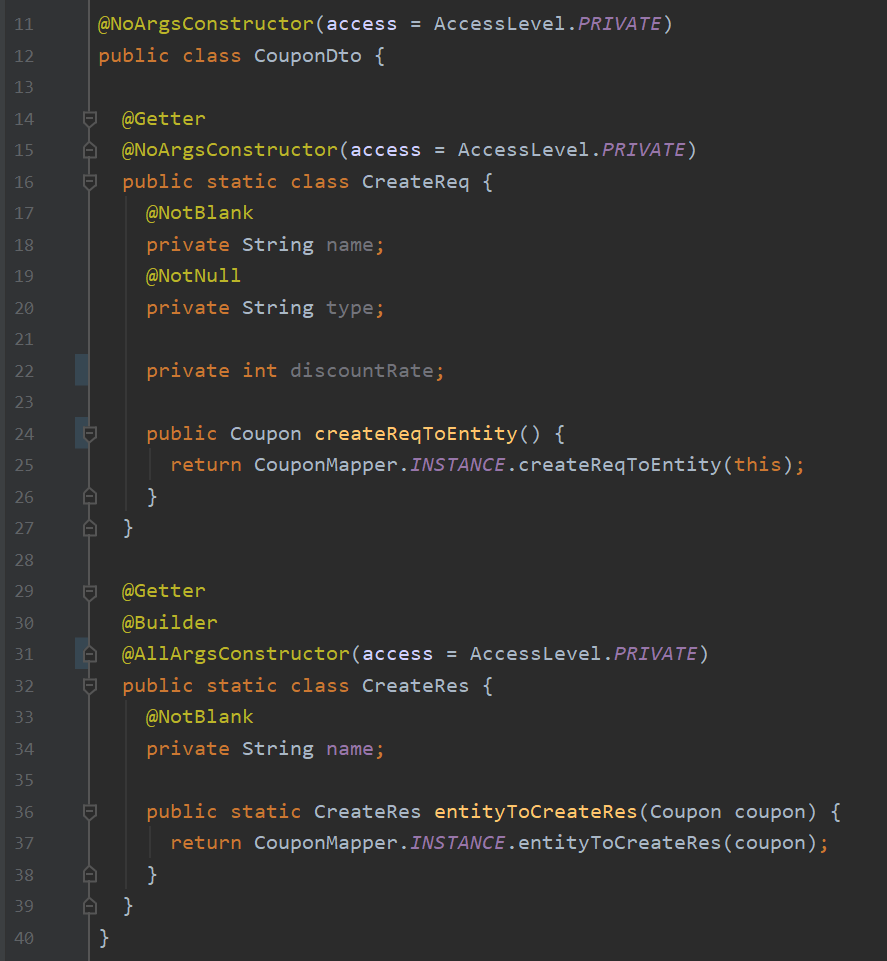 11 @NoArgsConstructor(access = AccessLevel.PRIVATE)
12 public class CouponDto {
13
14 @Getter
15 @NoArgsConstructor(access = AccessLevel.PRIVATE)
16 public static class CreateReq {
17 @NotBlank
18 private String name;
19 @NotNull
20 private String type;
21
22 private int discountRate;
23
24 public Coupon createReqToEntity() {
25 return CouponMapper.INSTANCE.createReqToEntity(this);
26 }
27 }
28
29 @Getter
30 @Builder
31 @AllArgsConstructor(access = AccessLevel.PRIVATE)
32 public static class CreateRes {
33 @NotBlank
34 private String name;
35
36 public static CreateRes entityToCreateRes(Coupon coupon) {
37 return CouponMapper.INSTANCE.entityToCreateRes(coupon);
38 }
39 }
40 }